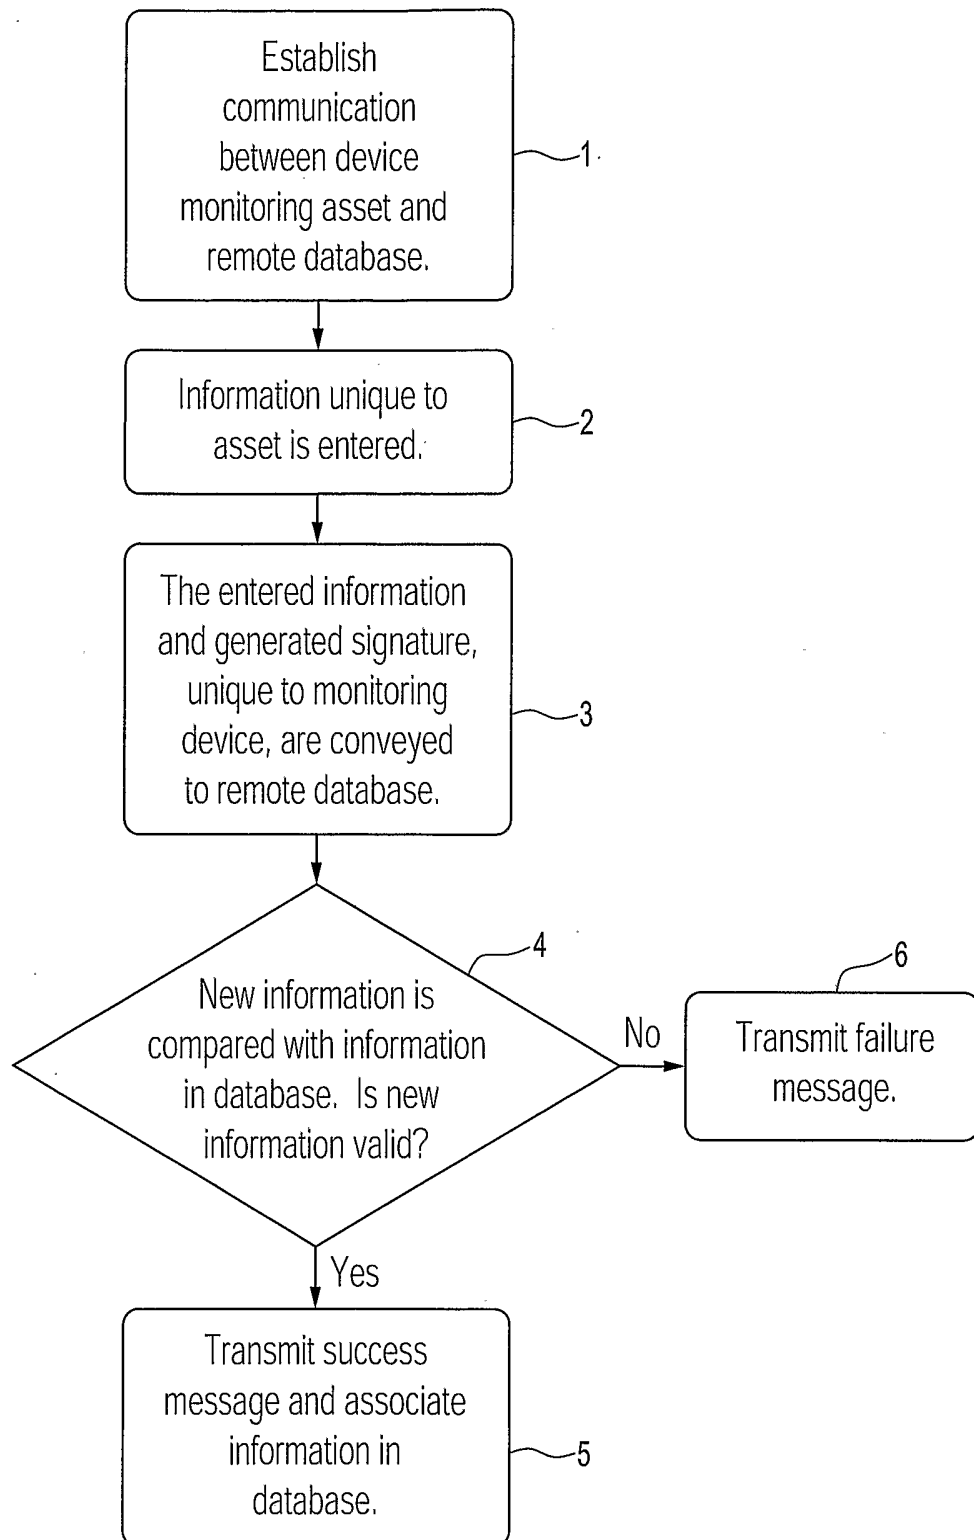 Establish
communication
between device
monitoring asset and
remote database.
1
Information unique to
asset is entered.
2
The entered information
and generated signature,
unique to monitoring
device, are conveyed
to remote database.
3
4
New information is
compared with information
in database. Is new
information valid?
No
6
Transmit failure
message.
Yes
Transmit success
message and associate
information in
database.
5